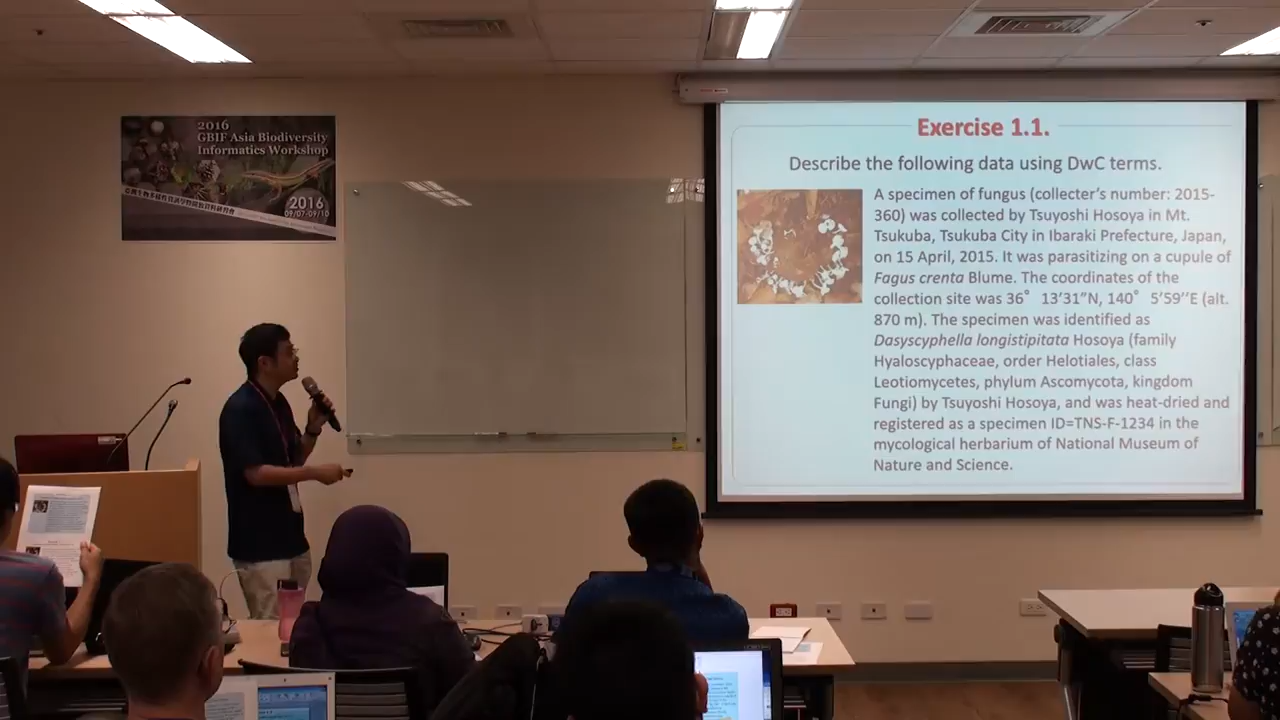 2016
GBIF Asia Biodiversity
Informatics Workshop
2016
09/07-09/10
Exercise 1.1.
Describe the following data using DwC terms.
A specimen of fungus (collecter's number: 2015-
360) was collected by Tsuyoshi Hosoya in Mt.
Tsukuba, Tsukuba City in Ibaraki Prefecture, Japan,
on 15 April, 2015. It was parasitizing on a cupule of
Fagus crenta Blume. The coordinates of the
collection site was 36° 13'31”N, 140° 5'59’’E (alt.
870 m). The specimen was identified as
Dasyscyphella longistipitata Hosoya (family
Hyaloscyphaceae, order Helotiales, class
Leotiomycetes, phylum Ascomycota, kingdom
Fungi) by Tsuyoshi Hosoya, and was heat-dried and
registered as a specimen ID=TNS-F-1234 in the
mycological herbarium of National Museum of
Nature and Science.